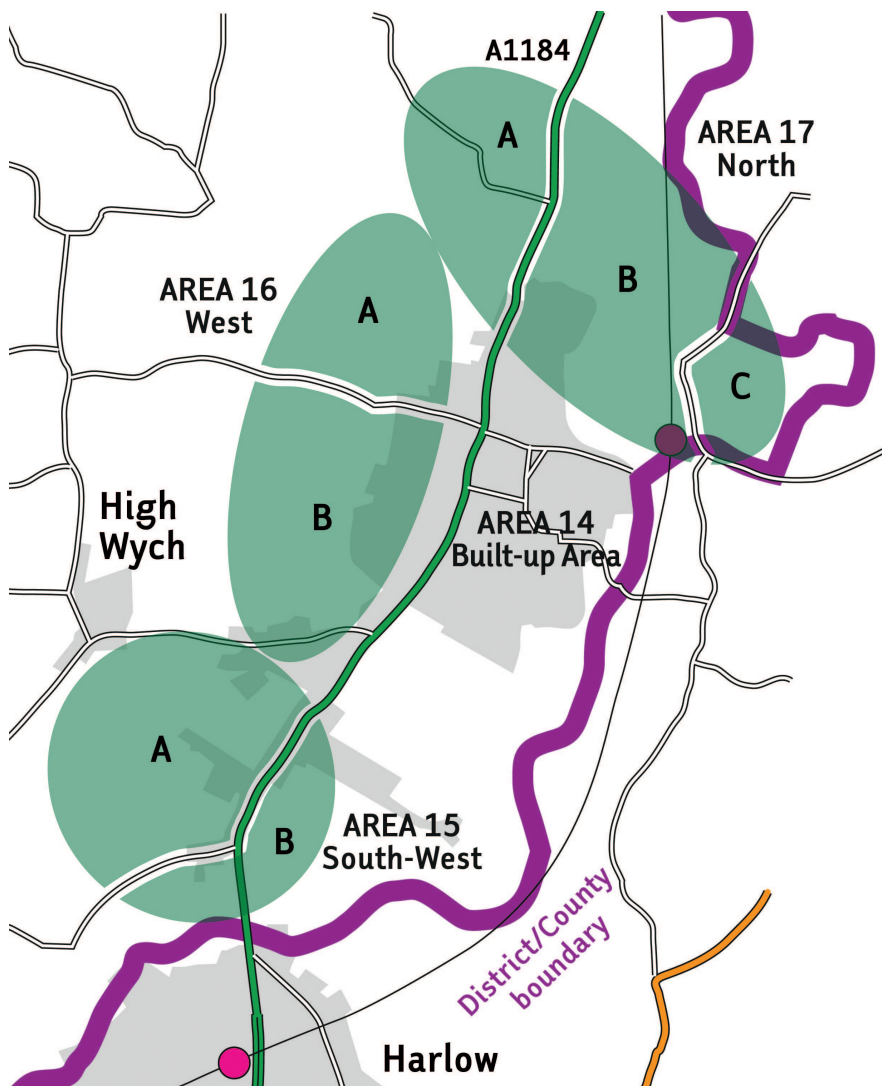 A1184
A
AREA 17
North
A
B
AREA 16
West
C
High
Wych
B
AREA 14
Built-up Area
A
B
AREA 15
South-West
District/County
boundary
Harlow